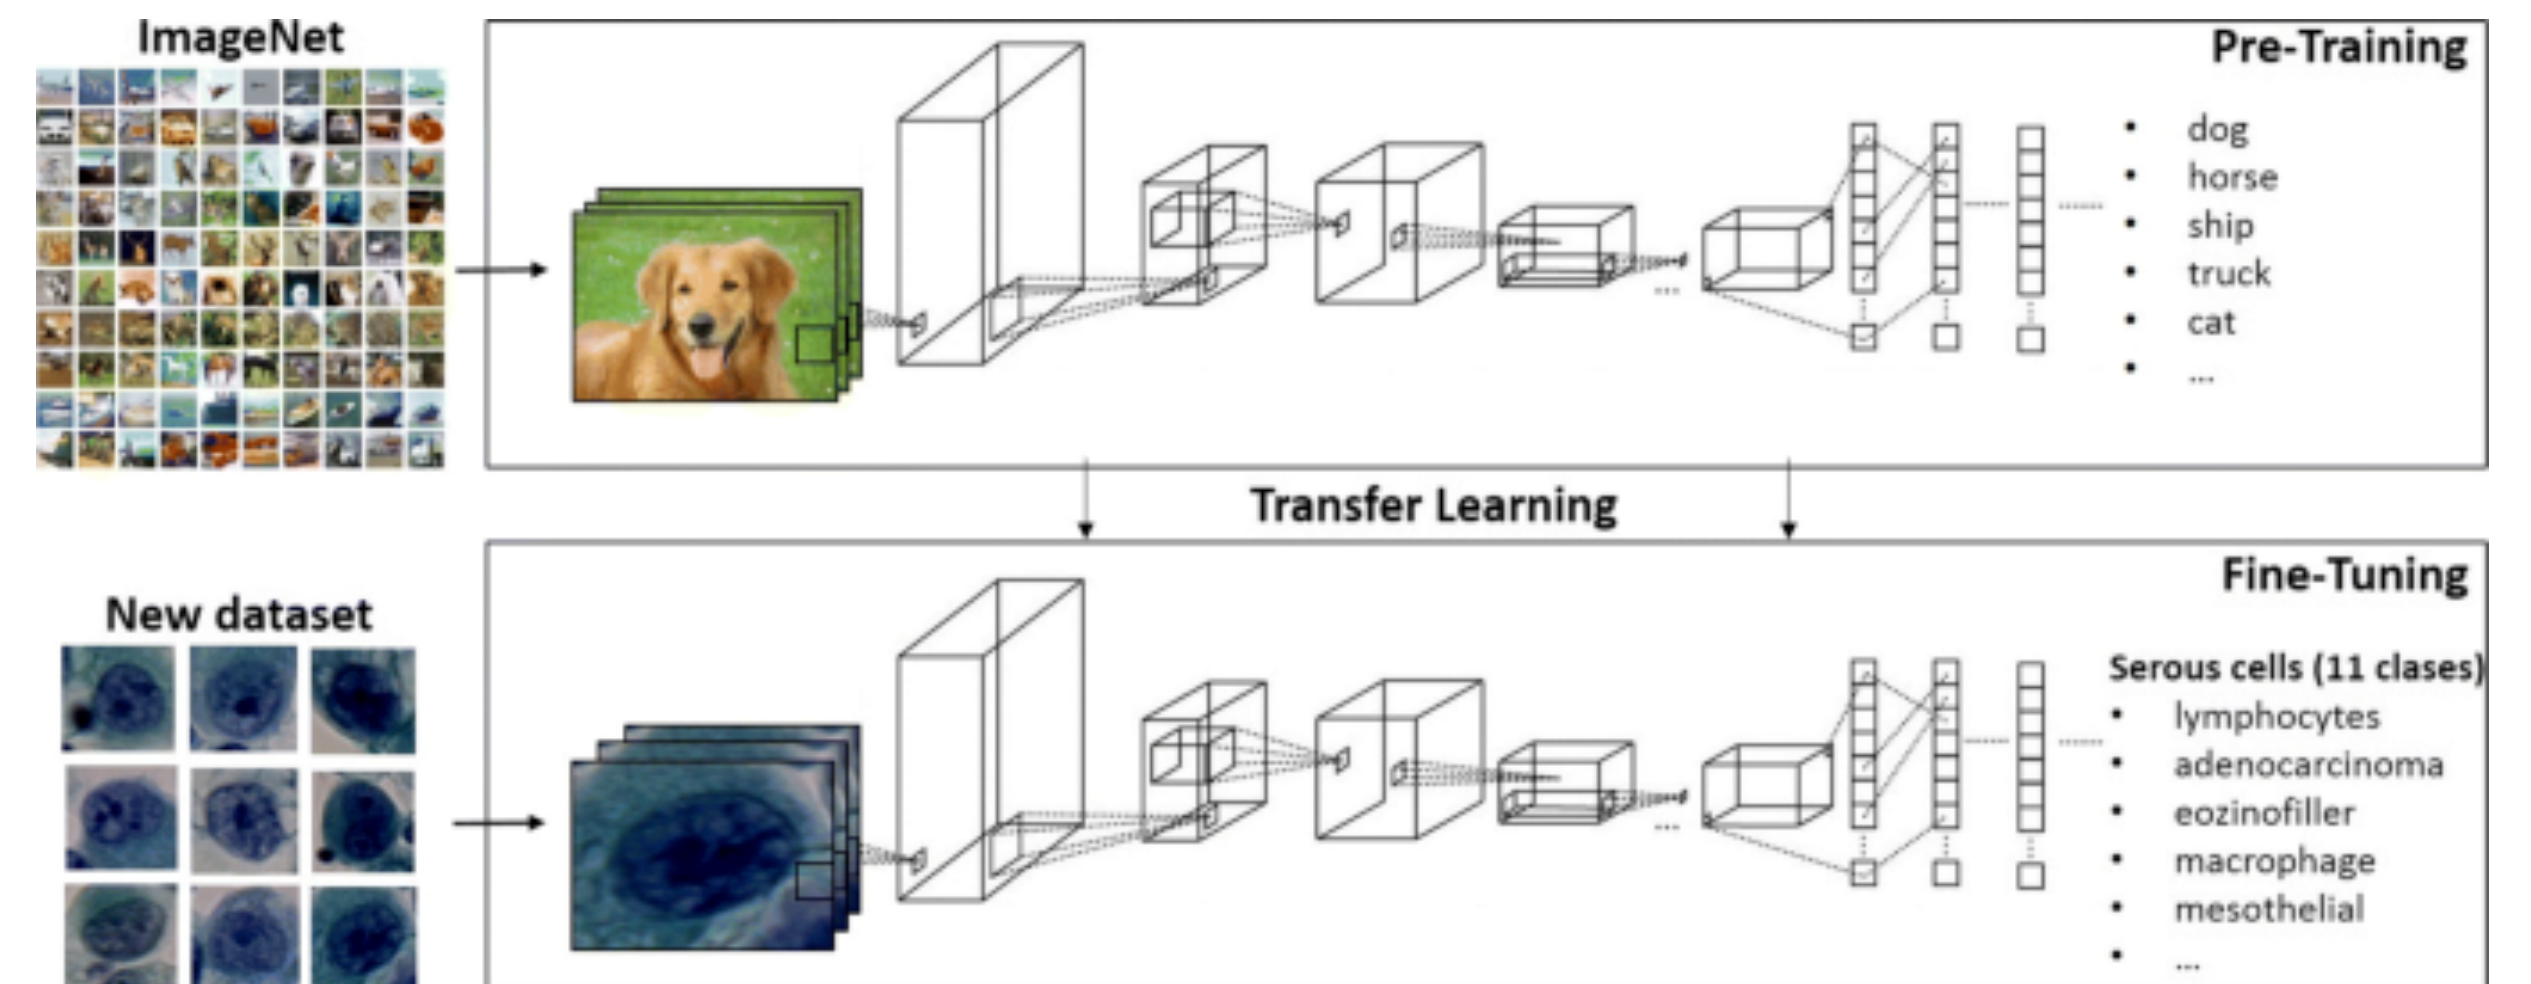 ImageNet
Pre-Training
• dog
• horse
• ship
• truck
• cat
• ...
...
Transfer Learning
New dataset
Fine-Tuning
Serous cells (11 clases)
• lymphocytes
• adenocarcinoma
• eozinofiller
• macrophage
• mesothelial
• ...
...